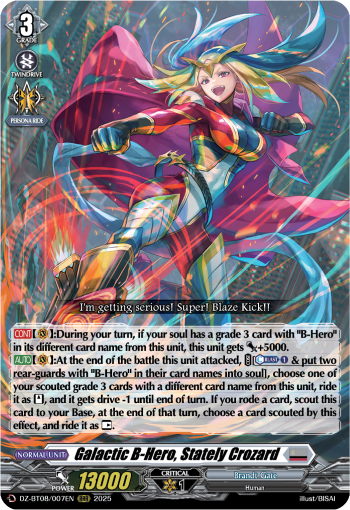 3
GRADE
TWINDRIVE
PERSONA RIDE
I'm getting serious! Super! Blaze Kick!!
CONT【】:During your turn, if your soul has a grade 3 card with "B-Hero"
in its different card name from this unit, this unit gets +5000.
AUTO【】:At the end of the battle this unit attacked, [BLAST 1 & put two
rear-guards with "B-Hero" in their card names into soul], choose one of
your scouted grade 3 cards with a different card name from this unit, ride
it as, and it gets drive -1 until end of turn. If you rode a card, scout this
card to your Base, at the end of that turn, choose a card scouted by this
effect, and ride it as.
NORMAL UNIT
Galactic B-Hero, Stately Crozard
POWER 13000
CRITICAL
1
Brandt Gate
Human
DZ-BT08/007EN RRR 2025
illust/BISAI